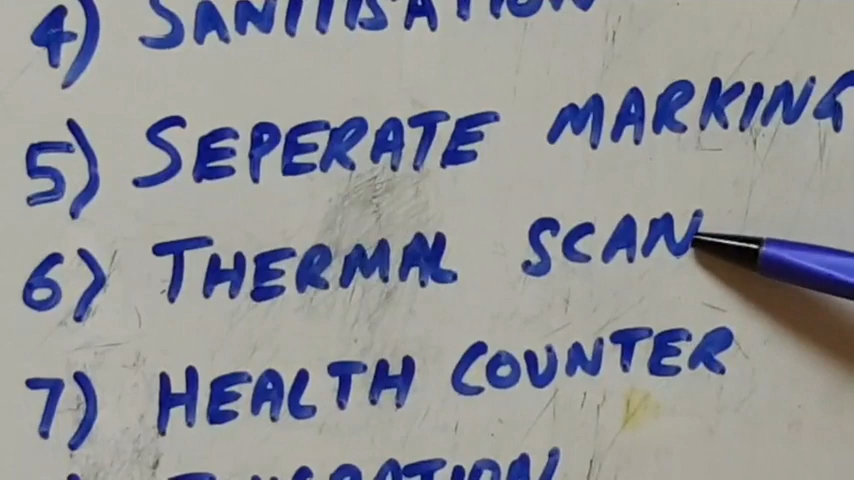 4) SANITISATION
5) SEPERATE MARKING
6) THERMAL SCAN
7) HEALTH COUNTER